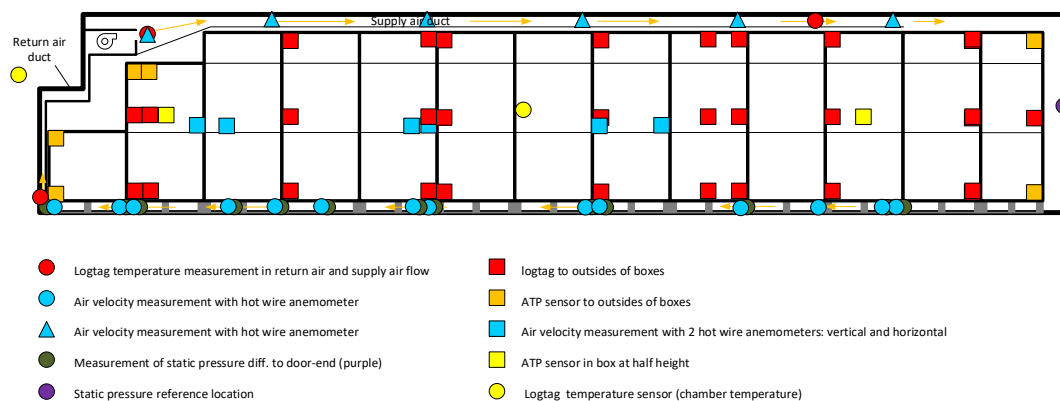 Supply air duct
Return air
duct
Logtag temperature measurement in return air and supply air flow
Air velocity measurement with hot wire anemometer
Air velocity measurement with hot wire anemometer
Measurement of static pressure diff. to door-end (purple)
Static pressure reference location
logtag to outsides of boxes
ATP sensor to outsides of boxes
Air velocity measurement with 2 hot wire anemometers: vertical and horizontal
ATP sensor in box at half height
Logtag temperature sensor (chamber temperature)